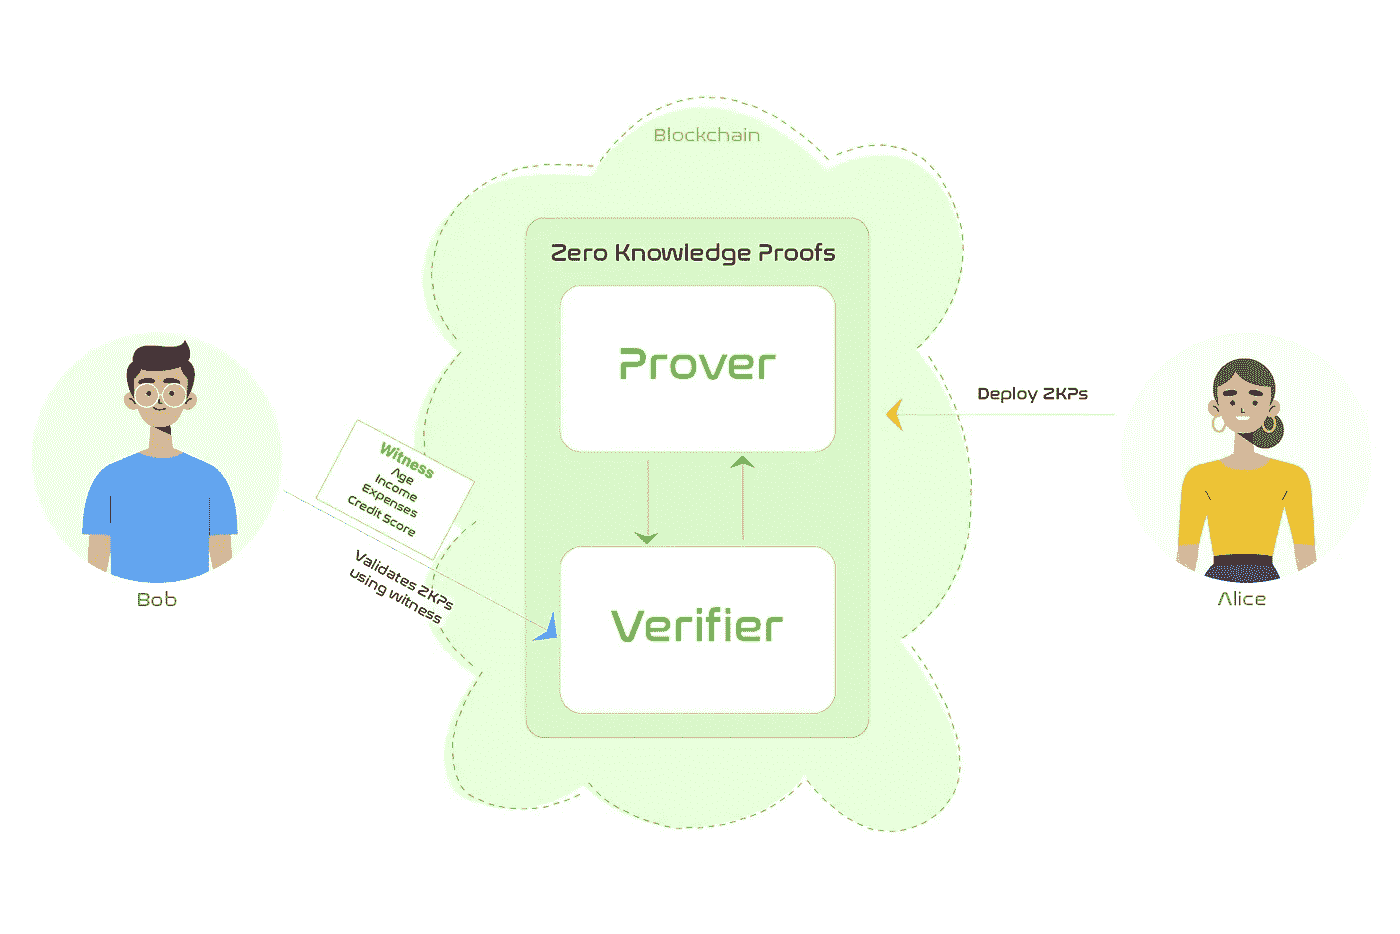 Blockchain
Zero Knowledge Proofs
Prover
Deploy ZKPs
Witness
Age
Income
Expenses
Credit Score
Validates ZKPs
using witness
Verifier
Bob
Alice